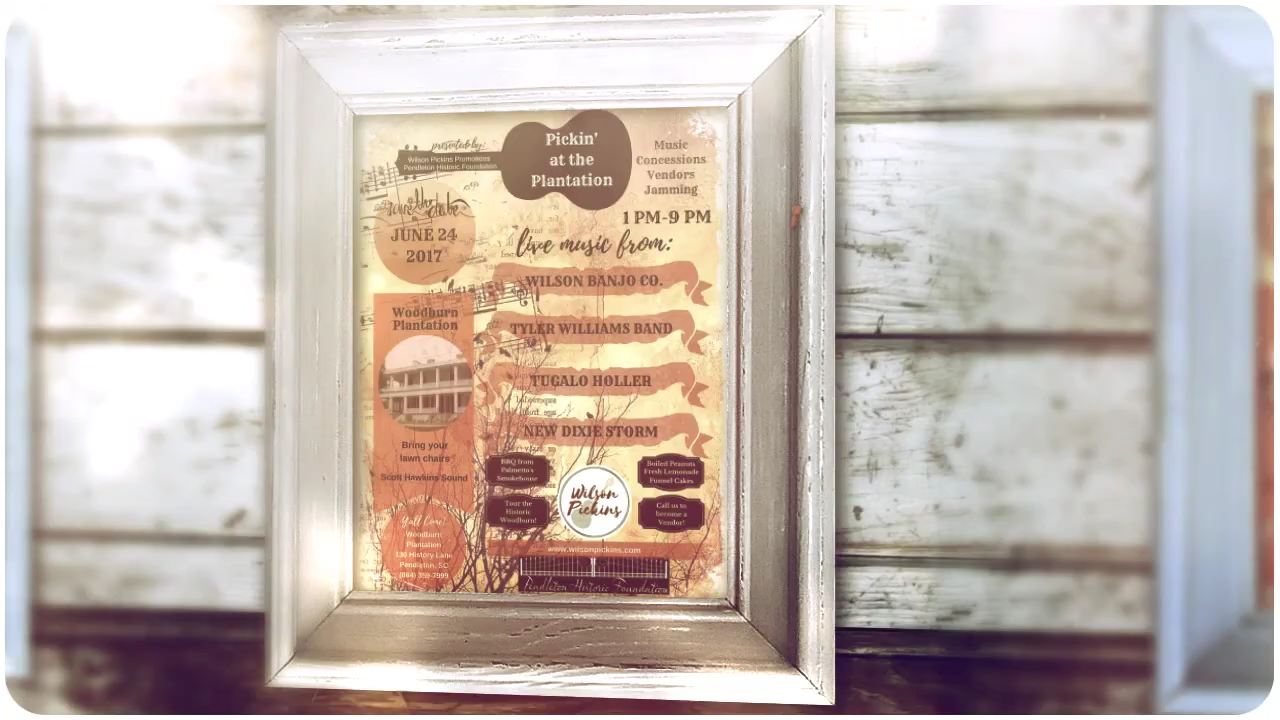 presented by:
Wilson Pickins Promotions
Pendleton Historic Foundation
Pickin'
at the
Plantation
Music
Concessions
Vendors
Jamming
1 PM-9 PM
save the date
JUNE 24
2017
live music from:
WILSON BANJO CO.
TYLER WILLIAMS BAND
TUGALO HOLLER
NEW DIXIE STORM
Woodburn
Plantation
Bring your
lawn chairs
Scott Hawkins Sound
BBQ from
Palmetto's
Smokehouse
Tour the
Historic
Woodburn!
Wilson
Pickins
Boiled Peanuts
Fresh Lemonade
Funnel Cakes
Call us to
become a
Vendor!
Y'all Come!
Woodburn
Plantation
130 History Lane
Pendleton, SC
www.wilsonpickins.com
Pendleton Historic Foundation